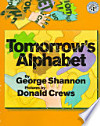 Tomorrow's
Alphabet
by
George Shannon
Pictures by
Donald Crews